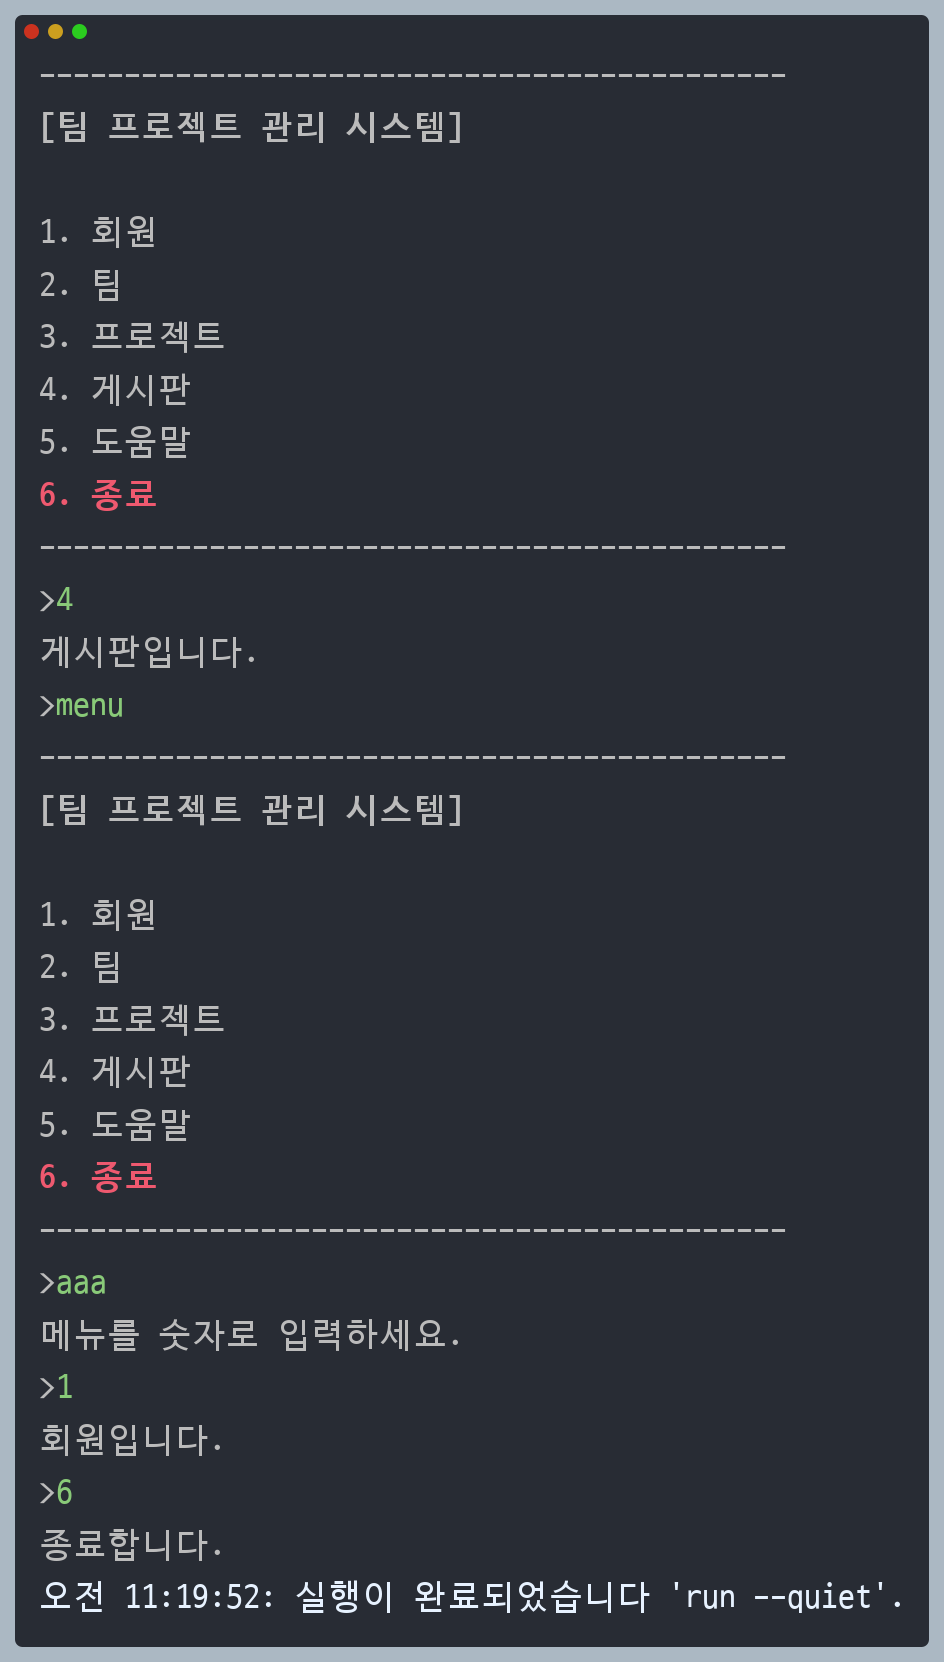 --------------------------------------------
[팀 프로젝트 관리 시스템]
1. 회원
2. 팀
3. 프로젝트
4. 게시판
5. 도움말
6. 종료
--------------------------------------------
>4
게시판입니다.
>menu
--------------------------------------------
[팀 프로젝트 관리 시스템]
1. 회원
2. 팀
3. 프로젝트
4. 게시판
5. 도움말
6. 종료
--------------------------------------------
>aaa
메뉴를 숫자로 입력하세요.
>1
회원입니다.
>6
종료합니다.
오전 11:19:52: 실행이 완료되었습니다 'run --quiet'.